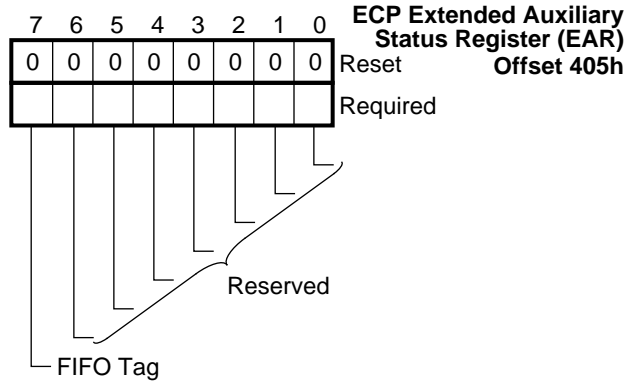 ECP Extended Auxiliary
Status Register (EAR)
Offset 405h
7 6 5 4 3 2 1 0
0 0 0 0 0 0 0 0 Reset
Required
Reserved
FIFO Tag